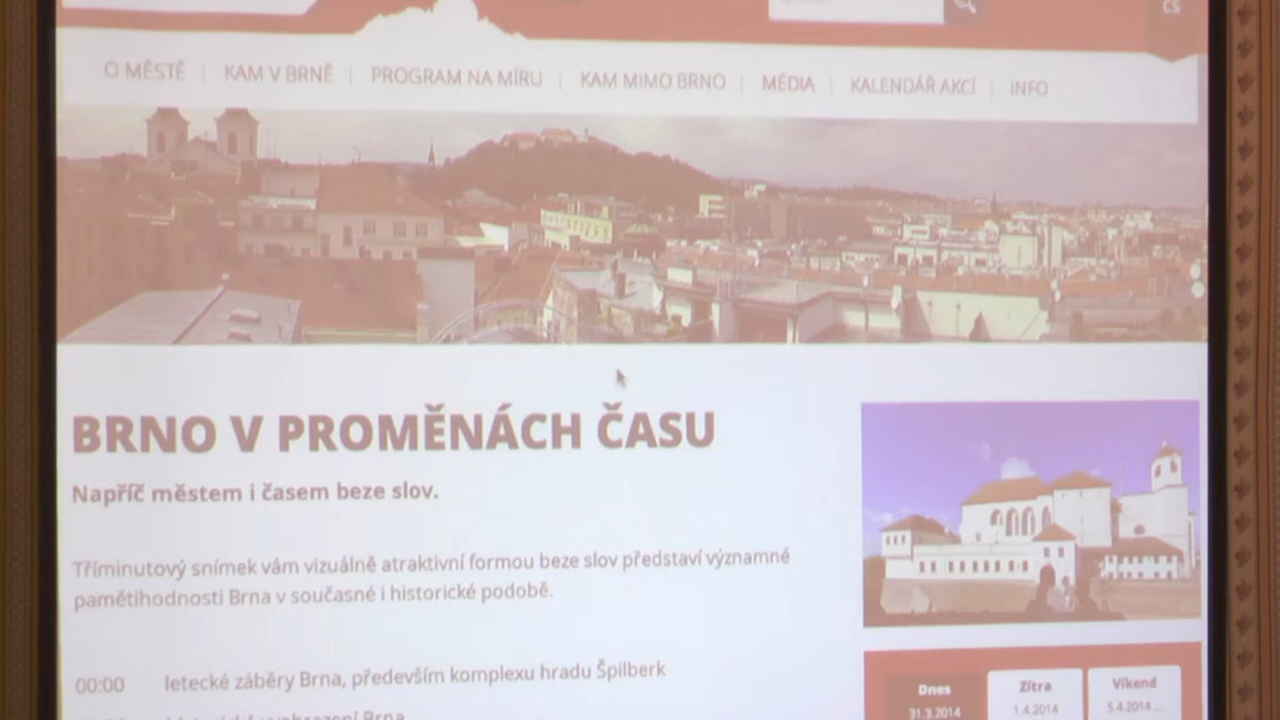 CS
O MĚSTĚ | KAM V BRNĚ | PROGRAM NA MÍRU | KAM MIMO BRNO | MÉDIA | KALENDÁŘ AKCÍ | INFO
BRNO V PROMĚNÁCH ČASU
Napříč městem i časem beze slov.
Tříminutový snímek vám vizuálně atraktivní formou beze slov představí významné
pamětihodnosti Brna v současné i historické podobě.
00:00 letecké záběry Brna, především komplexu hradu Špilberk
Brna
Dnes
31.3.2014
Zítra
1.4.2014
Víkend
5.4.2014 ...